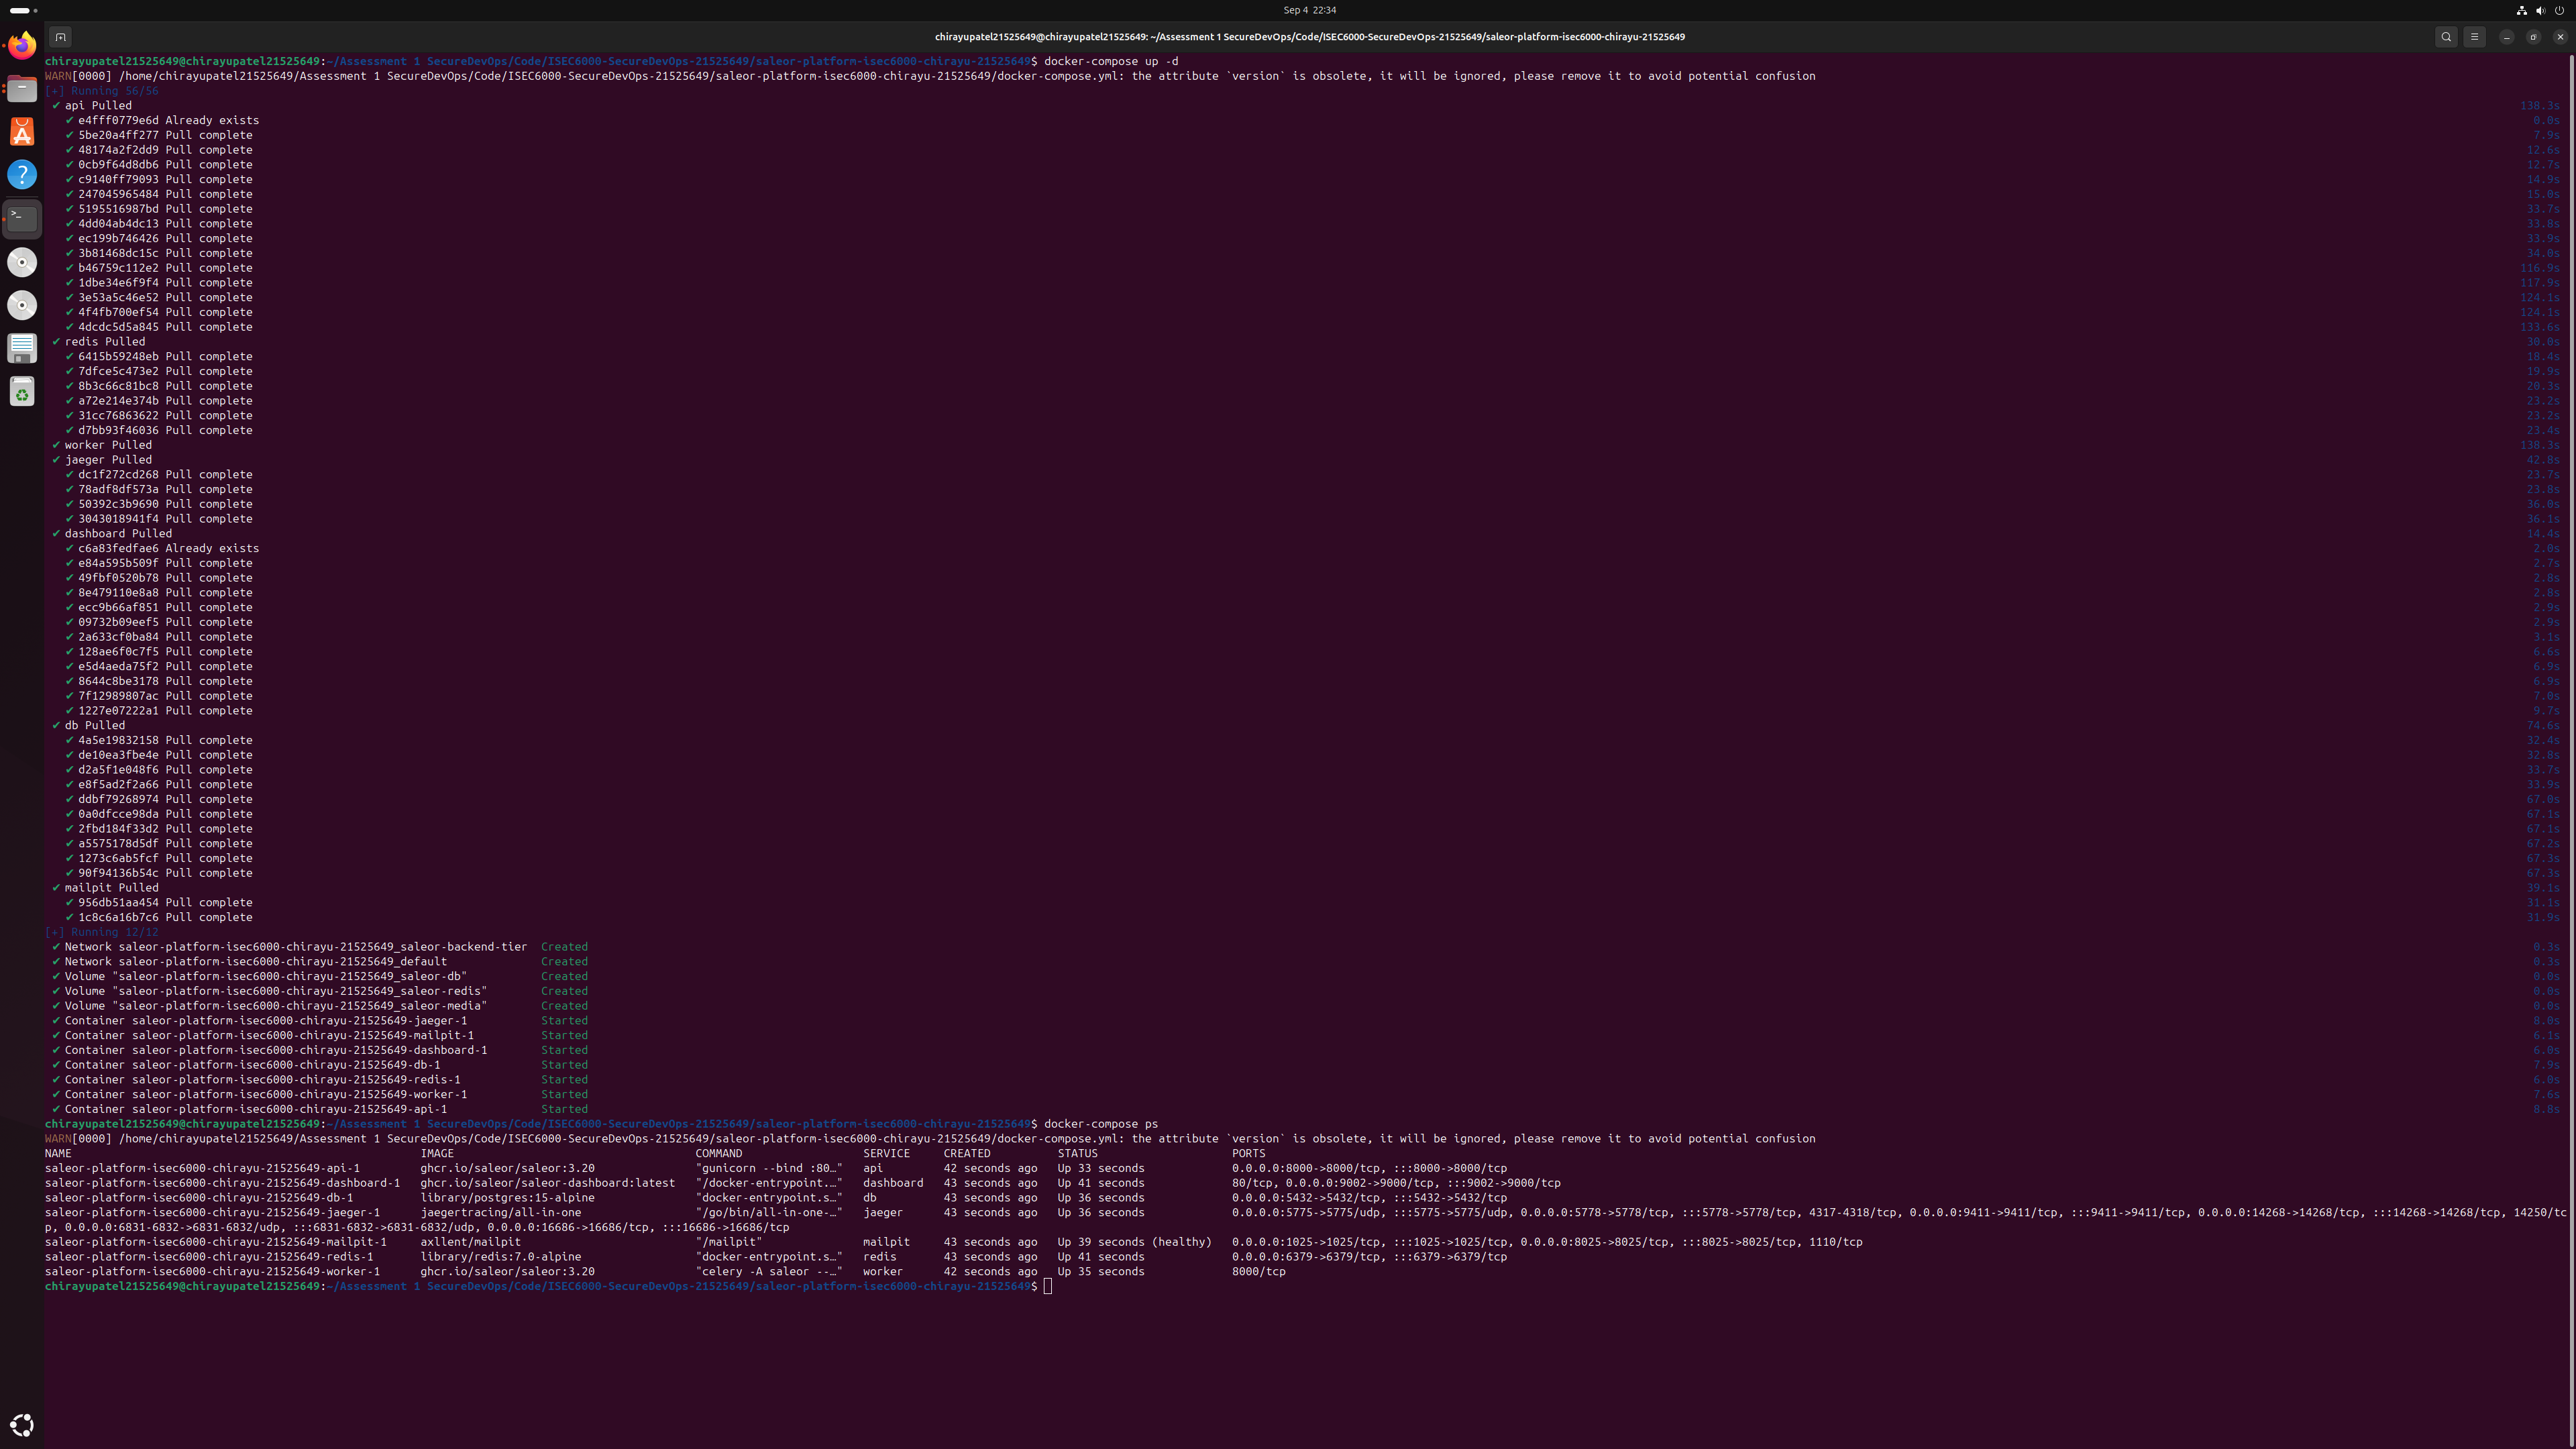 Sep 4 22:34
chirayupatel21525649@chirayupatel21525649: ~/Assessment 1 SecureDevOps/Code/ISEC6000-SecureDevOps-21525649/saleor-platform-isec6000-chirayu-21525649
chirayupatel21525649@chirayupatel21525649:~/Assessment 1 SecureDevOps/Code/ISEC6000-SecureDevOps-21525649/saleor-platform-isec6000-chirayu-21525649$ docker-compose up -d
WARN[0000] /home/chirayupatel21525649/Assessment 1 SecureDevOps/Code/ISEC6000-SecureDevOps-21525649/saleor-platform-isec6000-chirayu-21525649/docker-compose.yml: the attribute `version` is obsolete, it will be ignored, please remove it to avoid potential confusion
[+] Running 56/56
✔ api Pulled 138.3s
✔ e4fff0779e6d Already exists 0.0s
✔ 5be20a4ff277 Pull complete 7.9s
✔ 48174a2f2dd9 Pull complete 12.6s
✔ 0cb9f64d8db6 Pull complete 12.7s
✔ c9140ff79093 Pull complete 14.9s
✔ 247045965484 Pull complete 15.0s
✔ 5195516987bd Pull complete 33.7s
✔ 4dd04ab4dc13 Pull complete 33.8s
✔ ec199b746426 Pull complete 33.9s
✔ 3b81468dc15c Pull complete 34.0s
✔ b46759c112e2 Pull complete 116.9s
✔ 1dbe34e6f9f4 Pull complete 117.9s
✔ 3e53a5c46e52 Pull complete 124.1s
✔ 4f4fb700ef54 Pull complete 124.1s
✔ 4dcdc5d5a845 Pull complete 133.6s
✔ redis Pulled 30.0s
✔ 6415b59248eb Pull complete 18.4s
✔ 7dfce5c473e2 Pull complete 19.9s
✔ 8b3c66c81bc8 Pull complete 20.3s
✔ a72e214e374b Pull complete 23.2s
✔ 31cc76863622 Pull complete 23.2s
✔ d7bb93f46036 Pull complete 23.4s
✔ worker Pulled 138.3s
✔ jaeger Pulled 42.8s
✔ dc1f272cd268 Pull complete 23.7s
✔ 78adf8df573a Pull complete 23.8s
✔ 50392c3b9690 Pull complete 36.0s
✔ 3043018941f4 Pull complete 36.1s
✔ dashboard Pulled 14.4s
✔ c6a83fedfae6 Already exists 2.0s
✔ e84a595b509f Pull complete 2.7s
✔ 49fbf0520b78 Pull complete 2.8s
✔ 8e479110e8a8 Pull complete 2.8s
✔ ecc9b66af851 Pull complete 2.9s
✔ 09732b09eef5 Pull complete 2.9s
✔ 2a633cf0ba84 Pull complete 3.1s
✔ 128ae6f0c7f5 Pull complete 6.6s
✔ e5d4aeda75f2 Pull complete 6.9s
✔ 8644c8be3178 Pull complete 6.9s
✔ 7f12989807ac Pull complete 7.0s
✔ 1227e07222a1 Pull complete 9.7s
✔ db Pulled 74.6s
✔ 4a5e19832158 Pull complete 32.4s
✔ de10ea3fbe4e Pull complete 32.8s
✔ d2a5f1e048f6 Pull complete 33.7s
✔ e8f5ad2f2a66 Pull complete 33.9s
✔ ddbf79268974 Pull complete 67.0s
✔ 0a0dfcce98da Pull complete 67.1s
✔ 2fbd184f33d2 Pull complete 67.1s
✔ a5575178d5df Pull complete 67.2s
✔ 1273c6ab5fcf Pull complete 67.3s
✔ 90f94136b54c Pull complete 67.3s
✔ mailpit Pulled 39.1s
✔ 956db51aa454 Pull complete 31.1s
✔ 1c8c6a16b7c6 Pull complete 31.9s
[+] Running 12/12
✔ Network saleor-platform-isec6000-chirayu-21525649_saleor-backend-tier Created 0.3s
✔ Network saleor-platform-isec6000-chirayu-21525649_default Created 0.3s
✔ Volume "saleor-platform-isec6000-chirayu-21525649_saleor-db" Created 0.0s
✔ Volume "saleor-platform-isec6000-chirayu-21525649_saleor-redis" Created 0.0s
✔ Volume "saleor-platform-isec6000-chirayu-21525649_saleor-media" Created 0.0s
✔ Container saleor-platform-isec6000-chirayu-21525649-jaeger-1 Started 8.0s
✔ Container saleor-platform-isec6000-chirayu-21525649-mailpit-1 Started 6.1s
✔ Container saleor-platform-isec6000-chirayu-21525649-dashboard-1 Started 6.0s
✔ Container saleor-platform-isec6000-chirayu-21525649-db-1 Started 7.9s
✔ Container saleor-platform-isec6000-chirayu-21525649-redis-1 Started 6.0s
✔ Container saleor-platform-isec6000-chirayu-21525649-worker-1 Started 7.6s
✔ Container saleor-platform-isec6000-chirayu-21525649-api-1 Started 8.8s
chirayupatel21525649@chirayupatel21525649:~/Assessment 1 SecureDevOps/Code/ISEC6000-SecureDevOps-21525649/saleor-platform-isec6000-chirayu-21525649$ docker-compose ps
WARN[0000] /home/chirayupatel21525649/Assessment 1 SecureDevOps/Code/ISEC6000-SecureDevOps-21525649/saleor-platform-isec6000-chirayu-21525649/docker-compose.yml: the attribute `version` is obsolete, it will be ignored, please remove it to avoid potential confusion
NAME IMAGE COMMAND SERVICE CREATED STATUS PORTS
saleor-platform-isec6000-chirayu-21525649-api-1 ghcr.io/saleor/saleor:3.20 "gunicorn --bind :80…" api 42 seconds ago Up 33 seconds 0.0.0.0:8000->8000/tcp, :::8000->8000/tcp
saleor-platform-isec6000-chirayu-21525649-dashboard-1 ghcr.io/saleor/saleor-dashboard:latest "/docker-entrypoint.…" dashboard 43 seconds ago Up 41 seconds 80/tcp, 0.0.0.0:9002->9000/tcp, :::9002->9000/tcp
saleor-platform-isec6000-chirayu-21525649-db-1 library/postgres:15-alpine "docker-entrypoint.s…" db 43 seconds ago Up 36 seconds 0.0.0.0:5432->5432/tcp, :::5432->5432/tcp
saleor-platform-isec6000-chirayu-21525649-jaeger-1 jaegertracing/all-in-one "/go/bin/all-in-one-…" jaeger 43 seconds ago Up 36 seconds 0.0.0.0:5775->5775/udp, :::5775->5775/udp, 0.0.0.0:5778->5778/tcp, :::5778->5778/tcp, 4317-4318/tcp, 0.0.0.0:9411->9411/tcp, :::9411->9411/tcp, 0.0.0.0:14268->14268/tcp, :::14268->14268/tcp, 14250/tc
p, 0.0.0.0:6831-6832->6831-6832/udp, :::6831-6832->6831-6832/udp, 0.0.0.0:16686->16686/tcp, :::16686->16686/tcp
saleor-platform-isec6000-chirayu-21525649-mailpit-1 axllent/mailpit "/mailpit" mailpit 43 seconds ago Up 39 seconds (healthy) 0.0.0.0:1025->1025/tcp, :::1025->1025/tcp, 0.0.0.0:8025->8025/tcp, :::8025->8025/tcp, 1110/tcp
saleor-platform-isec6000-chirayu-21525649-redis-1 library/redis:7.0-alpine "docker-entrypoint.s…" redis 43 seconds ago Up 41 seconds 0.0.0.0:6379->6379/tcp, :::6379->6379/tcp
saleor-platform-isec6000-chirayu-21525649-worker-1 ghcr.io/saleor/saleor:3.20 "celery -A saleor --…" worker 42 seconds ago Up 35 seconds 8000/tcp
chirayupatel21525649@chirayupatel21525649:~/Assessment 1 SecureDevOps/Code/ISEC6000-SecureDevOps-21525649/saleor-platform-isec6000-chirayu-21525649$